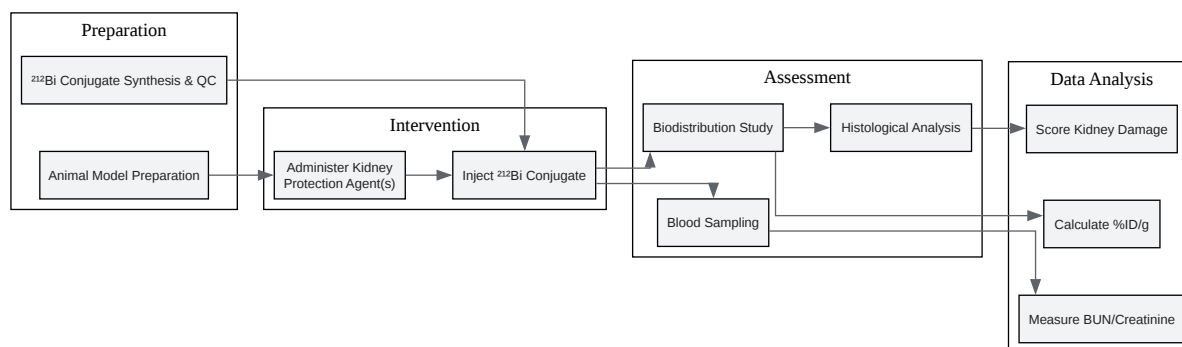 Preparation
²¹²Bi Conjugate Synthesis & QC
Animal Model Preparation
Intervention
Administer Kidney
Protection Agent(s)
Inject ²¹²Bi Conjugate
Assessment
Biodistribution Study
Histological Analysis
Blood Sampling
Data Analysis
Score Kidney Damage
Calculate %ID/g
Measure BUN/Creatinine